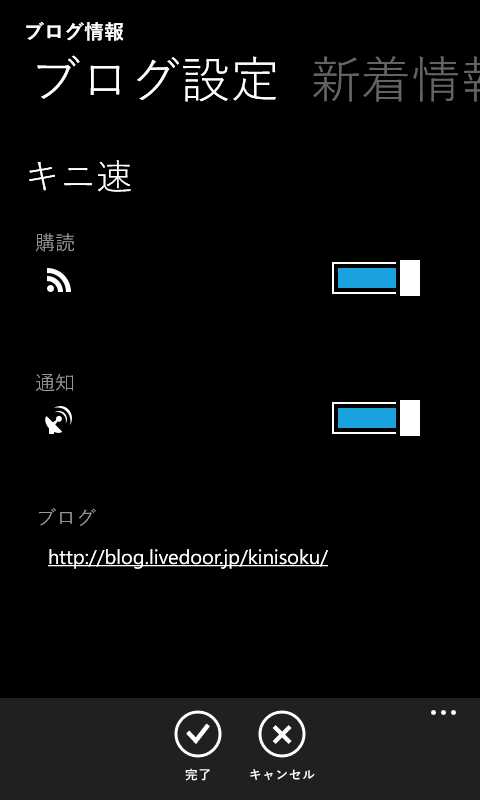 ブログ情報
ブログ設定 新着情報
キニ速
購読
通知
ブログ
http://blog.livedoor.jp/kinisoku/
完了 キャンセル